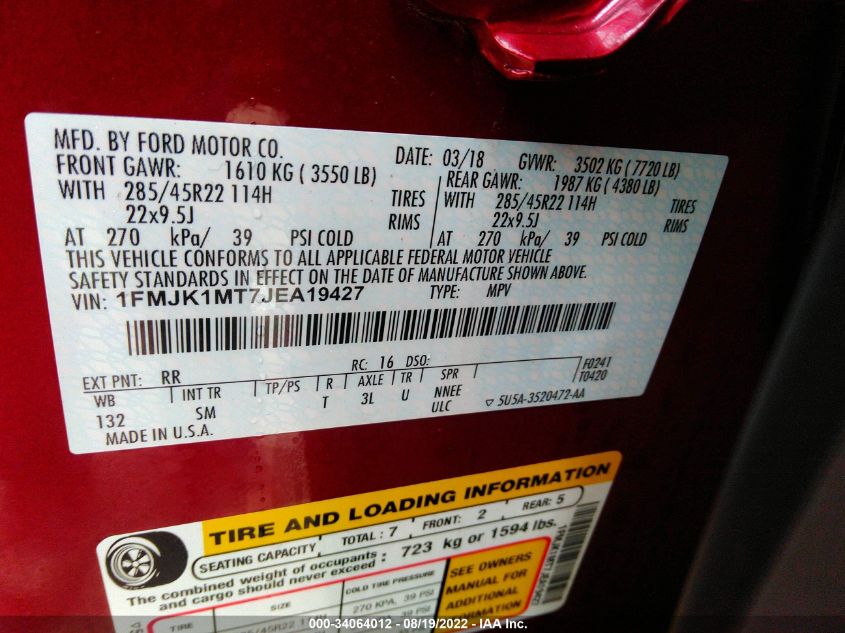 MFD. BY FORD MOTOR CO. DATE: 03/18 GVWR: 3502 KG ( 7720 LB)
FRONT GAWR: 1610 KG ( 3550 LB) REAR GAWR: 1987 KG ( 4380 LB)
WITH 285/45R22 114H TIRES WITH 285/45R22 114H TIRES
22x9.5J RIMS 22x9.5J RIMS
AT 270 kPa/ 39 PSI COLD AT 270 kPa/ 39 PSI COLD
THIS VEHICLE CONFORMS TO ALL APPLICABLE FEDERAL MOTOR VEHICLE
SAFETY STANDARDS IN EFFECT ON THE DATE OF MANUFACTURE SHOWN ABOVE.
VIN: 1FMJK1MT7JEA19427 TYPE: MPV
EXT PNT: RR RC: 16 DSO: F0241
T0420
WB INT TR TP/PS R AXLE TR SPR
132 SM T 3L U NNEE
ULC
5U5A-3520472-AA
MADE IN U.S.A.
TIRE AND LOADING INFORMATION
SEATING CAPACITY TOTAL : 7 FRONT: 2 REAR: 5
The combined weight of occupants
and cargo should never exceed : 723 kg or 1594 lbs.
TIRE SIZE COLD TIRE PRESSURE
270 KPA, 39 PSI
39 PSI
SEE OWNERS
MANUAL FOR
ADDITIONAL
INFORMATION
000-34064012 - 08/19/2022 - IAA Inc.